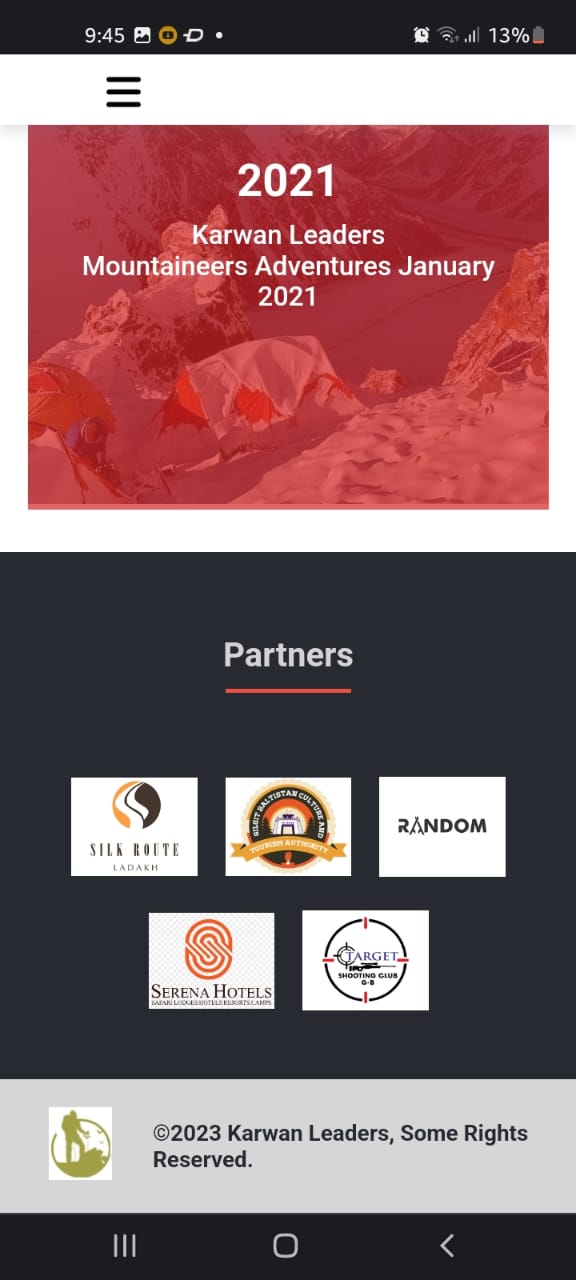 9:45
13%
2021
Karwan Leaders
Mountaineers Adventures January
2021
Partners
SILK ROUTE
LADAKH
GILGIT BALTISTAN CULTURE AND
TOURISM AUTHORITY
RANDOM
SERENA HOTELS
SAFARI LODGES HOTELS RESORTS CAMPS
TARGET
SHOOTING CLUB
G-B
©2023 Karwan Leaders, Some Rights
Reserved.